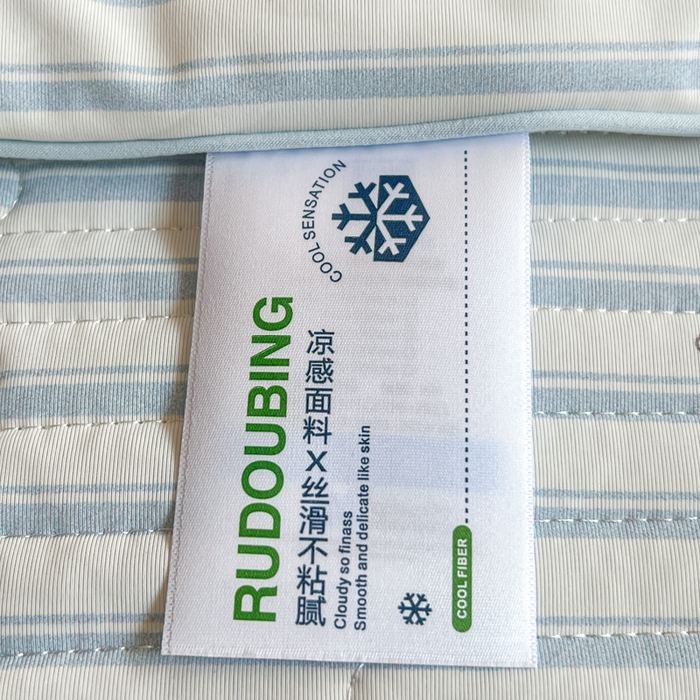 COOL SENSATION
RUDOUBING
凉感面料X丝滑不粘腻
Cloudy so finass
Smooth and delicate like skin
COOL FIBER